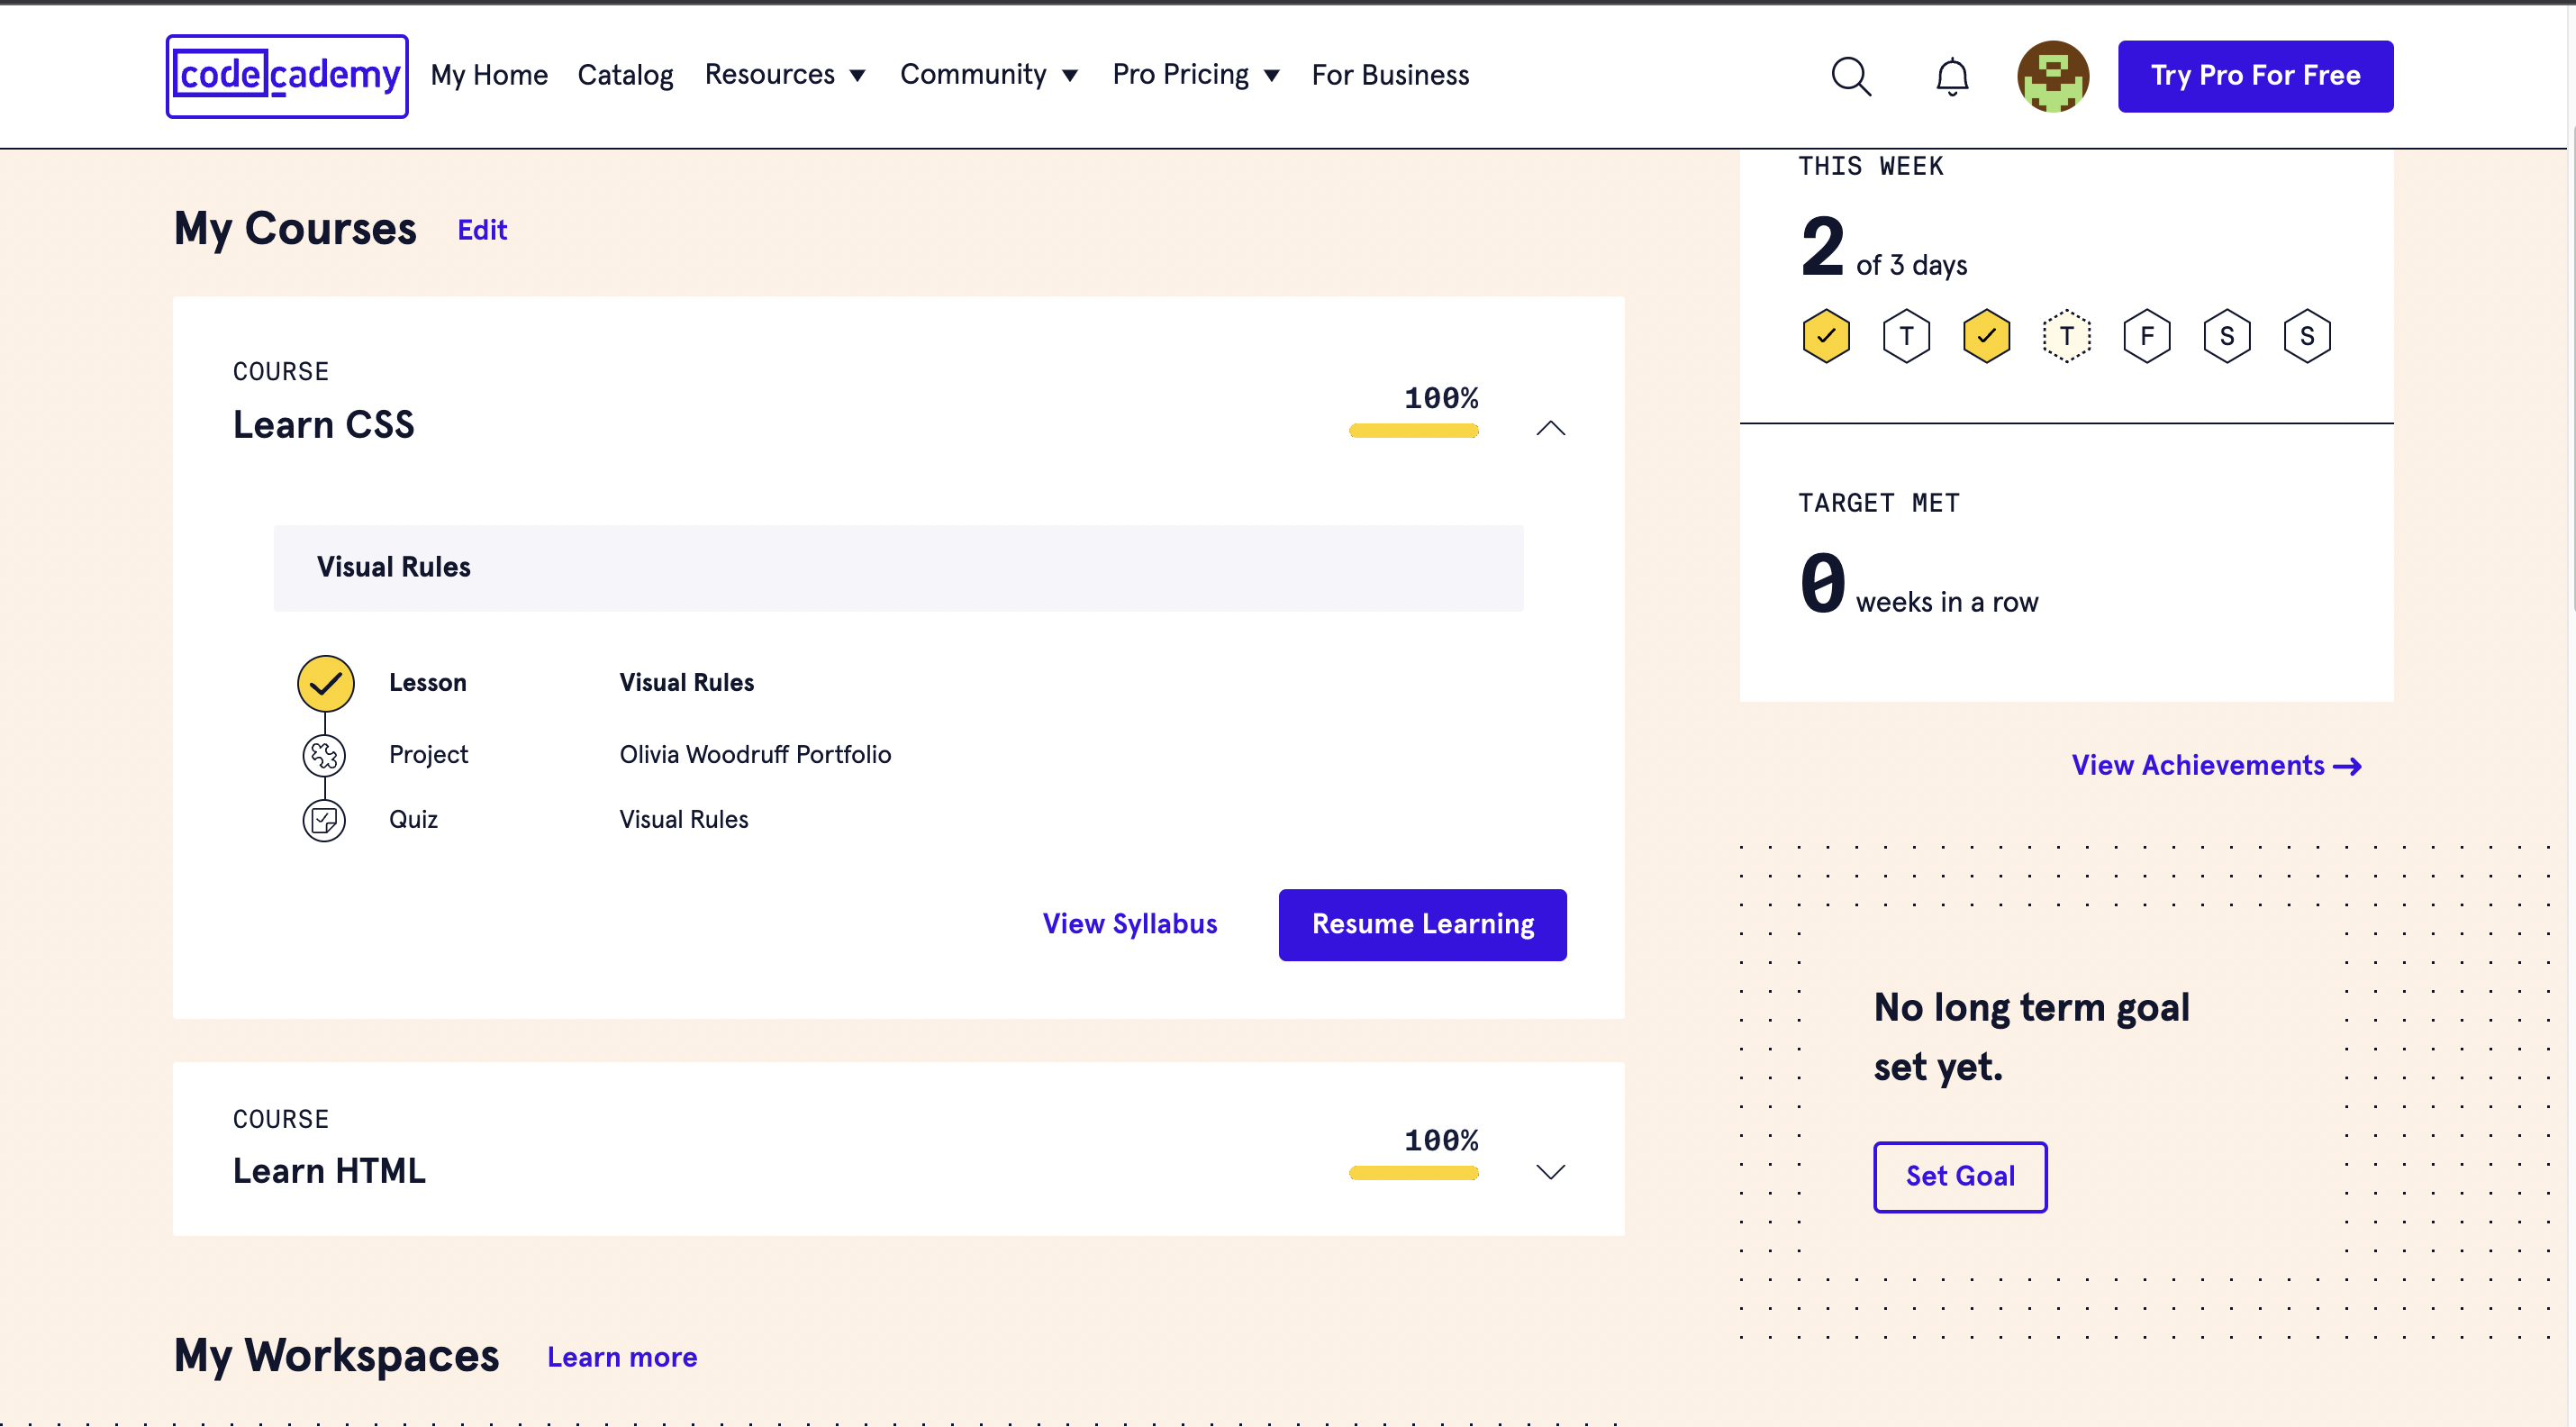 codecademy My Home Catalog Resources Community Pro Pricing For Business Try Pro For Free
My Courses Edit
COURSE
Learn CSS
100%
Visual Rules
Lesson Visual Rules
Project Olivia Woodruff Portfolio
Quiz Visual Rules
View Syllabus Resume Learning
COURSE
Learn HTML
100%
My Workspaces Learn more
THIS WEEK
2 of 3 days
T T F S S
TARGET MET
0 weeks in a row
View Achievements
No long term goal
set yet.
Set Goal